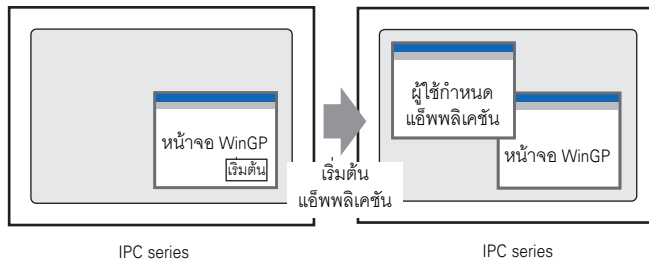 หน้าจอ WinGP
เริ่มต้น
เริ่มต้น
แอ็พพลิเคชัน
ผู้ใช้กำหนด
แอ็พพลิเคชัน
หน้าจอ WinGP
IPC series
IPC series